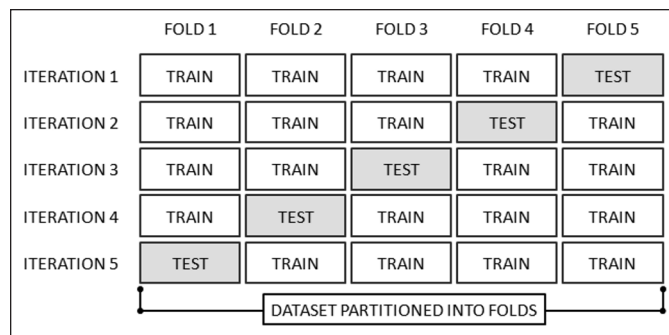 FOLD 1 FOLD 2 FOLD 3 FOLD 4 FOLD 5
ITERATION 1 TRAIN TRAIN TRAIN TRAIN TEST
ITERATION 2 TRAIN TRAIN TRAIN TEST TRAIN
ITERATION 3 TRAIN TRAIN TEST TRAIN TRAIN
ITERATION 4 TRAIN TEST TRAIN TRAIN TRAIN
ITERATION 5 TEST TRAIN TRAIN TRAIN TRAIN
DATASET PARTITIONED INTO FOLDS